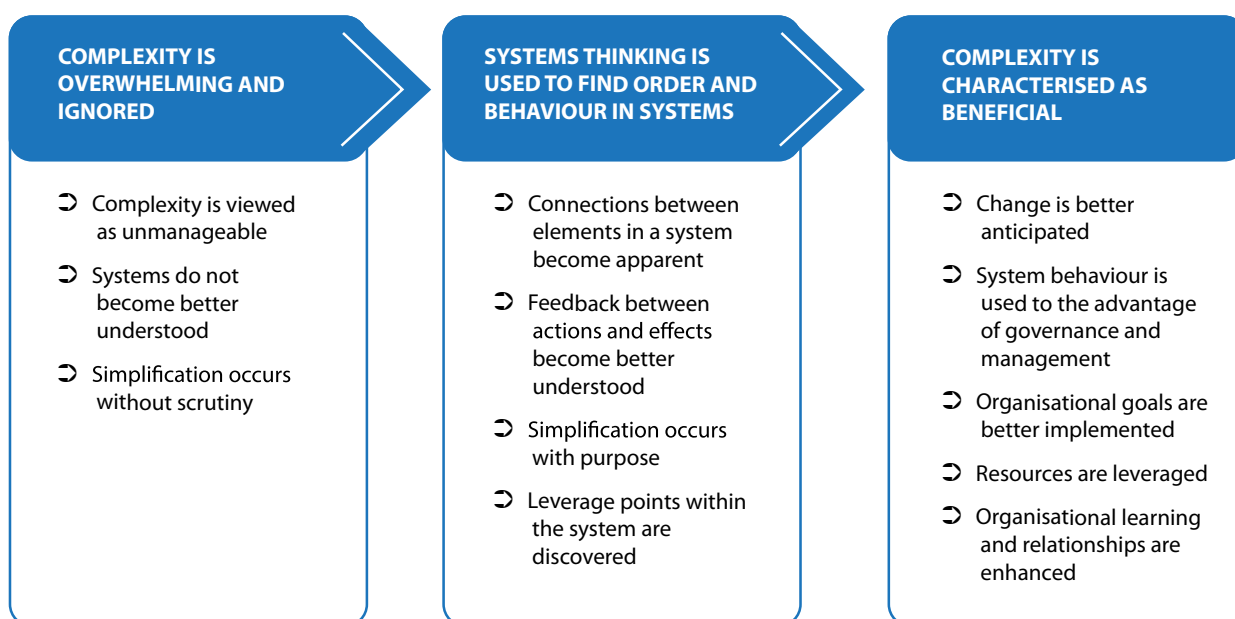 COMPLEXITY IS
OVERWHELMING AND
IGNORED
Complexity is viewed
as unmanageable
Systems do not
become better
understood
Simplification occurs
without scrutiny
SYSTEMS THINKING IS
USED TO FIND ORDER AND
BEHAVIOUR IN SYSTEMS
Connections between
elements in a system
become apparent
Feedback between
actions and effects
become better
understood
Simplification occurs
with purpose
Leverage points within
the system are
discovered
COMPLEXITY IS
CHARACTERISED AS
BENEFICIAL
Change is better
anticipated
System behaviour is
used to the advantage
of governance and
management
Organisational goals are
better implemented
Resources are leveraged
Organisational learning
and relationships are
enhanced